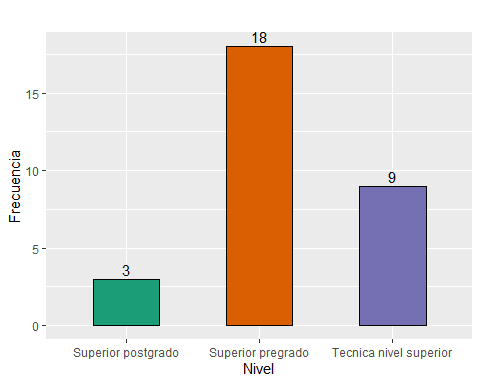 18
15
10
9
5
3
0
Frecuencia
Superior postgrado
Superior pregrado
Tecnica nivel superior
Nivel